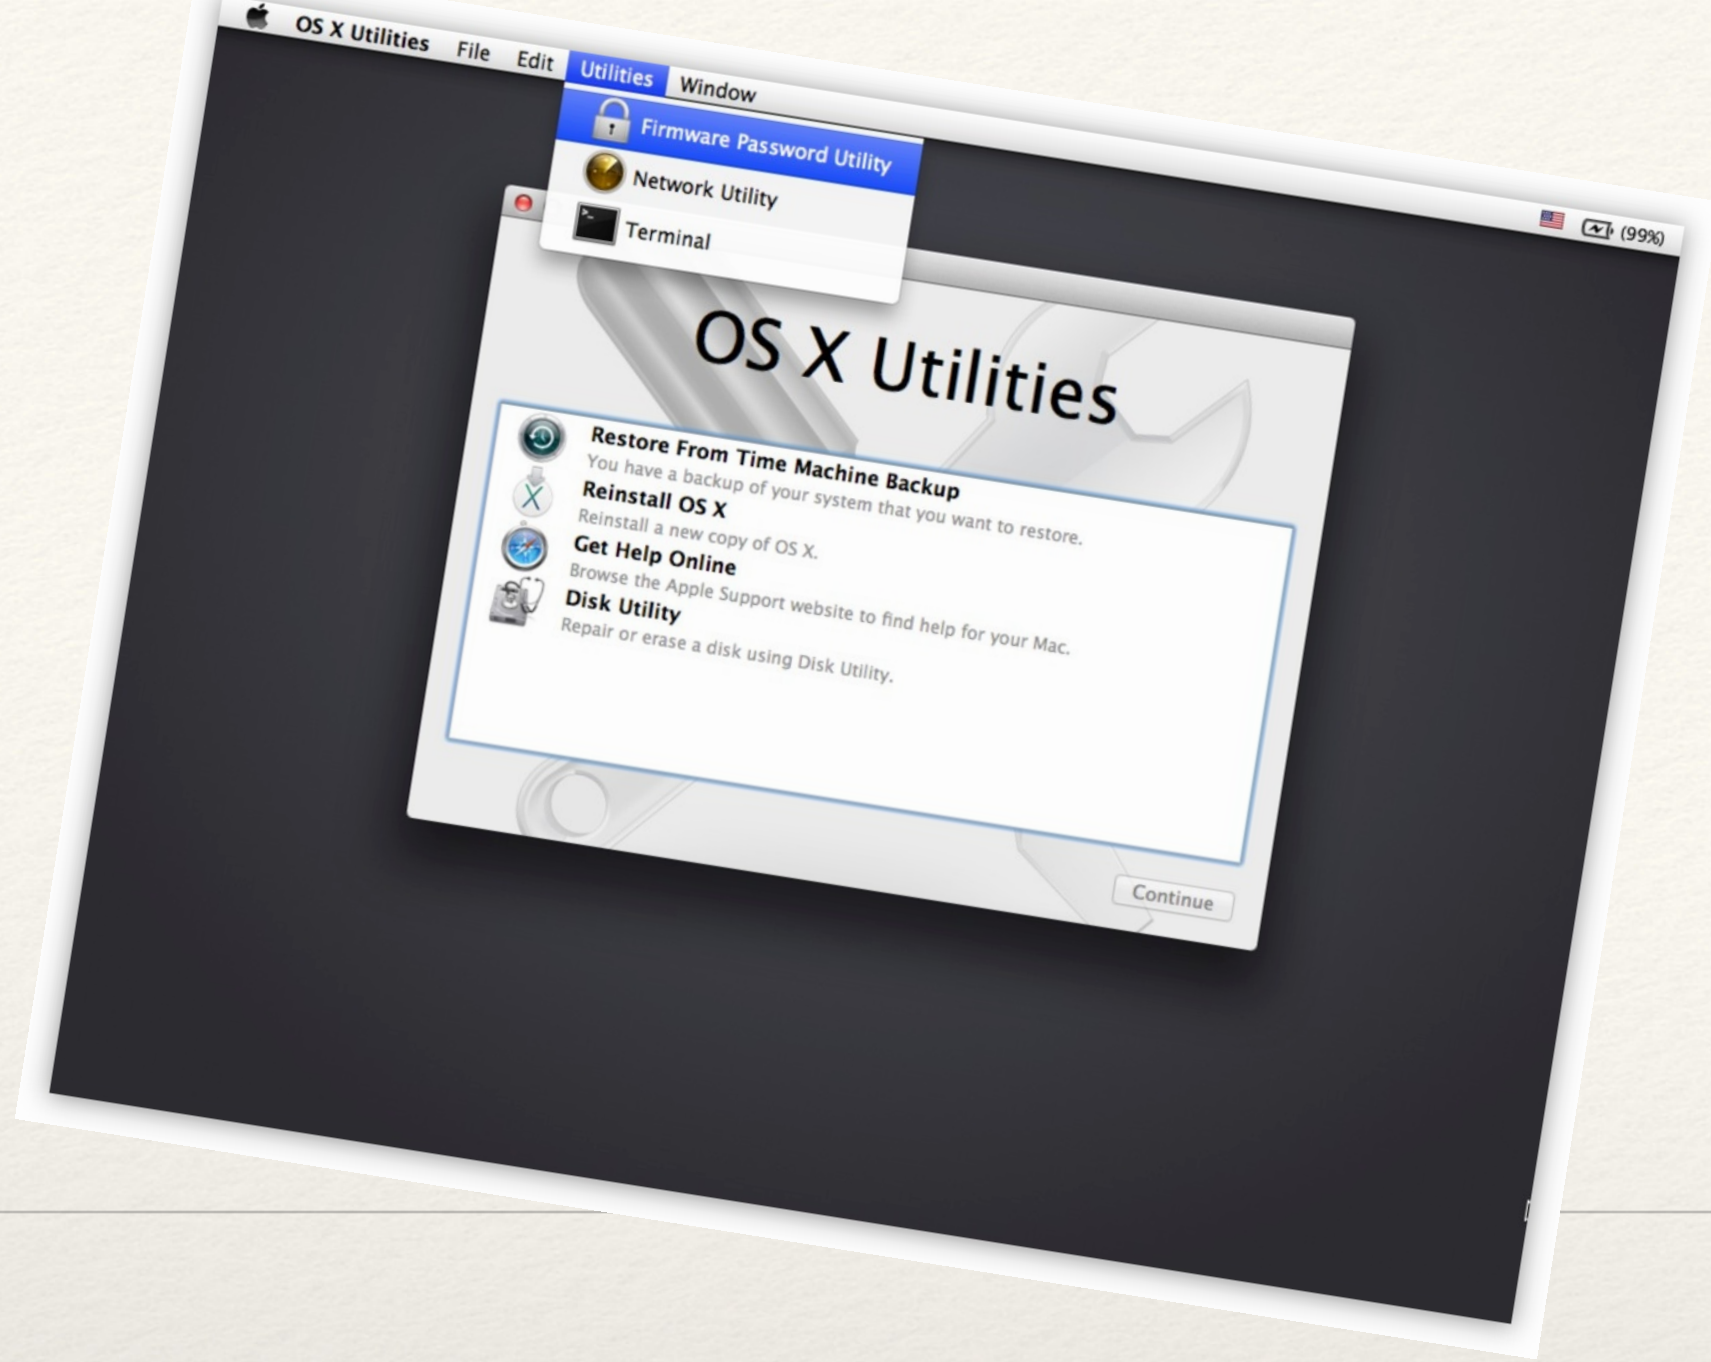 OS X Utilities File Edit Utilities Window (99%)
Firmware Password Utility
Network Utility
Terminal
OS X Utilities
Restore From Time Machine Backup
You have a backup of your system that you want to restore.
Reinstall OS X
Reinstall a new copy of OS X.
Get Help Online
Browse the Apple Support website to find help for your Mac.
Disk Utility
Repair or erase a disk using Disk Utility.
Continue